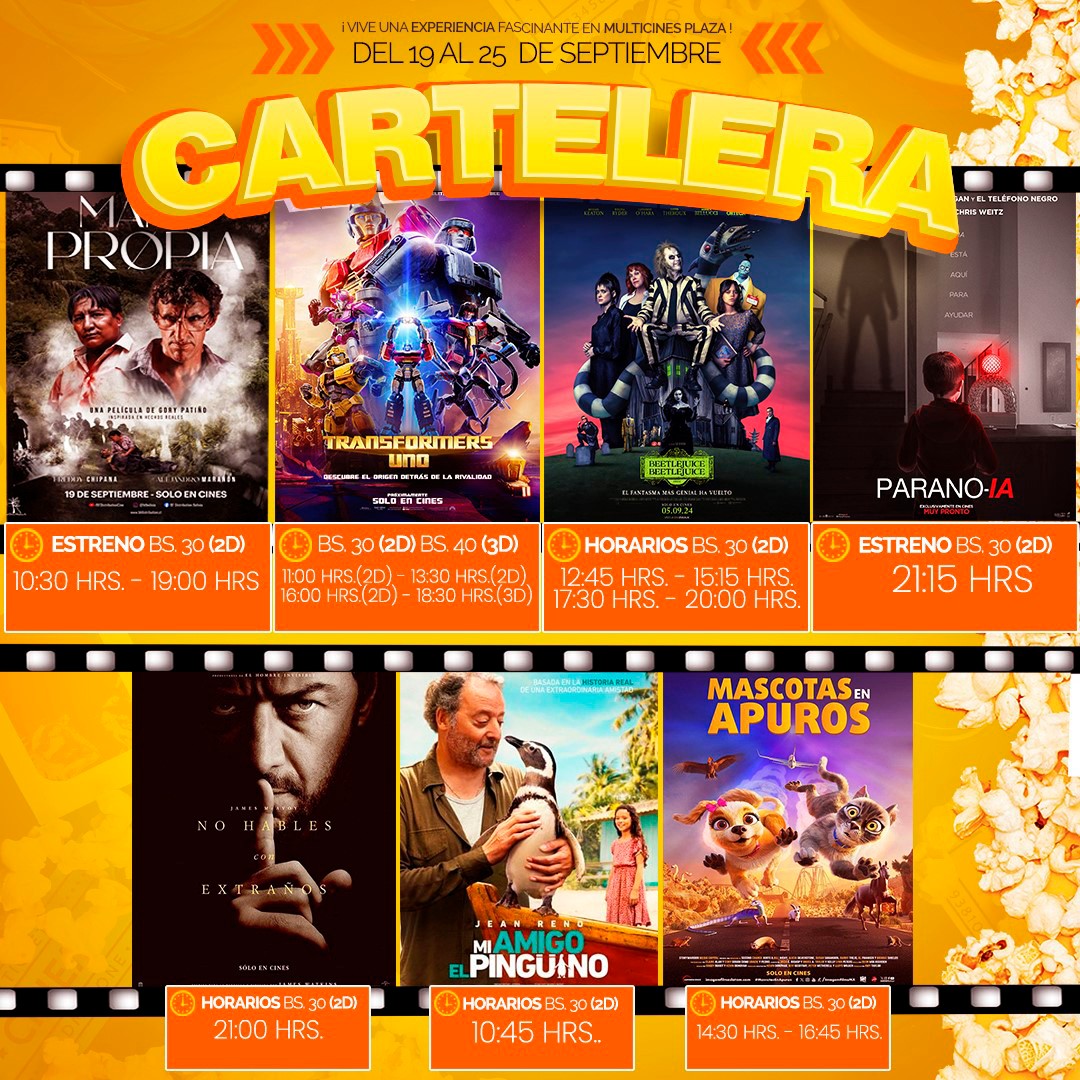 ¡ VIVE UNA EXPERIENCIA FASCINANTE EN MULTICINES PLAZA !
DEL 19 AL 25 DE SEPTIEMBRE
CARTELERA
PROPIA
UNA PELÍCULA DE GORY PATIÑO
INSPIRADA EN HECHOS REALES
FREDDY CHIPANA ALEJANDRO MARAÑÓN
19 DE SEPTIEMBRE - SOLO EN CINES
TRANSFORMERS
UNO
DESCUBRE EL ORIGEN DETRÁS DE LA RIVALIDAD
PRÓXIMAMENTE
SOLO EN CINES
KEATON RYDER O'HARA THEROUX BELLUCCI ORTEGA
BEETLEJUICE
BEETLEJUICE
EL FANTASMA MAS GENIAL HA VUELTO
SOLO EN CINES
05.09.24
GAN Y EL TELÉFONO NEGRO
CHRIS WEITZ
ESTÁ
AQUÍ
PARA
AYUDAR
PARANO-IA
EXCLUSIVAMENTE EN CINES
MUY PRONTO
ESTRENO BS. 30 (2D)
10:30 HRS. - 19:00 HRS
BS. 30 (2D) BS. 40 (3D)
11:00 HRS.(2D) - 13:30 HRS.(2D)
16:00 HRS.(2D) - 18:30 HRS.(3D)
HORARIOS BS. 30 (2D)
12:45 HRS. - 15:15 HRS.
17:30 HRS. - 20:00 HRS.
ESTRENO BS. 30 (2D)
21:15 HRS
EL HOMBRE INVISIBLE
JAMES McAVOY
NO HABLES
con
EXTRAÑOS
SÓLO EN CINES
JAMES WATKINS
BASADA EN LA HISTORIA REAL
DE UNA EXTRAORDINARIA AMISTAD
JEAN RENO
MI AMIGO
EL PINGÜINO
MASCOTAS EN
APUROS
SOLO EN CINES
HORARIOS BS. 30 (2D)
21:00 HRS.
HORARIOS BS. 30 (2D)
10:45 HRS..
HORARIOS BS. 30 (2D)
14:30 HRS. - 16:45 HRS.